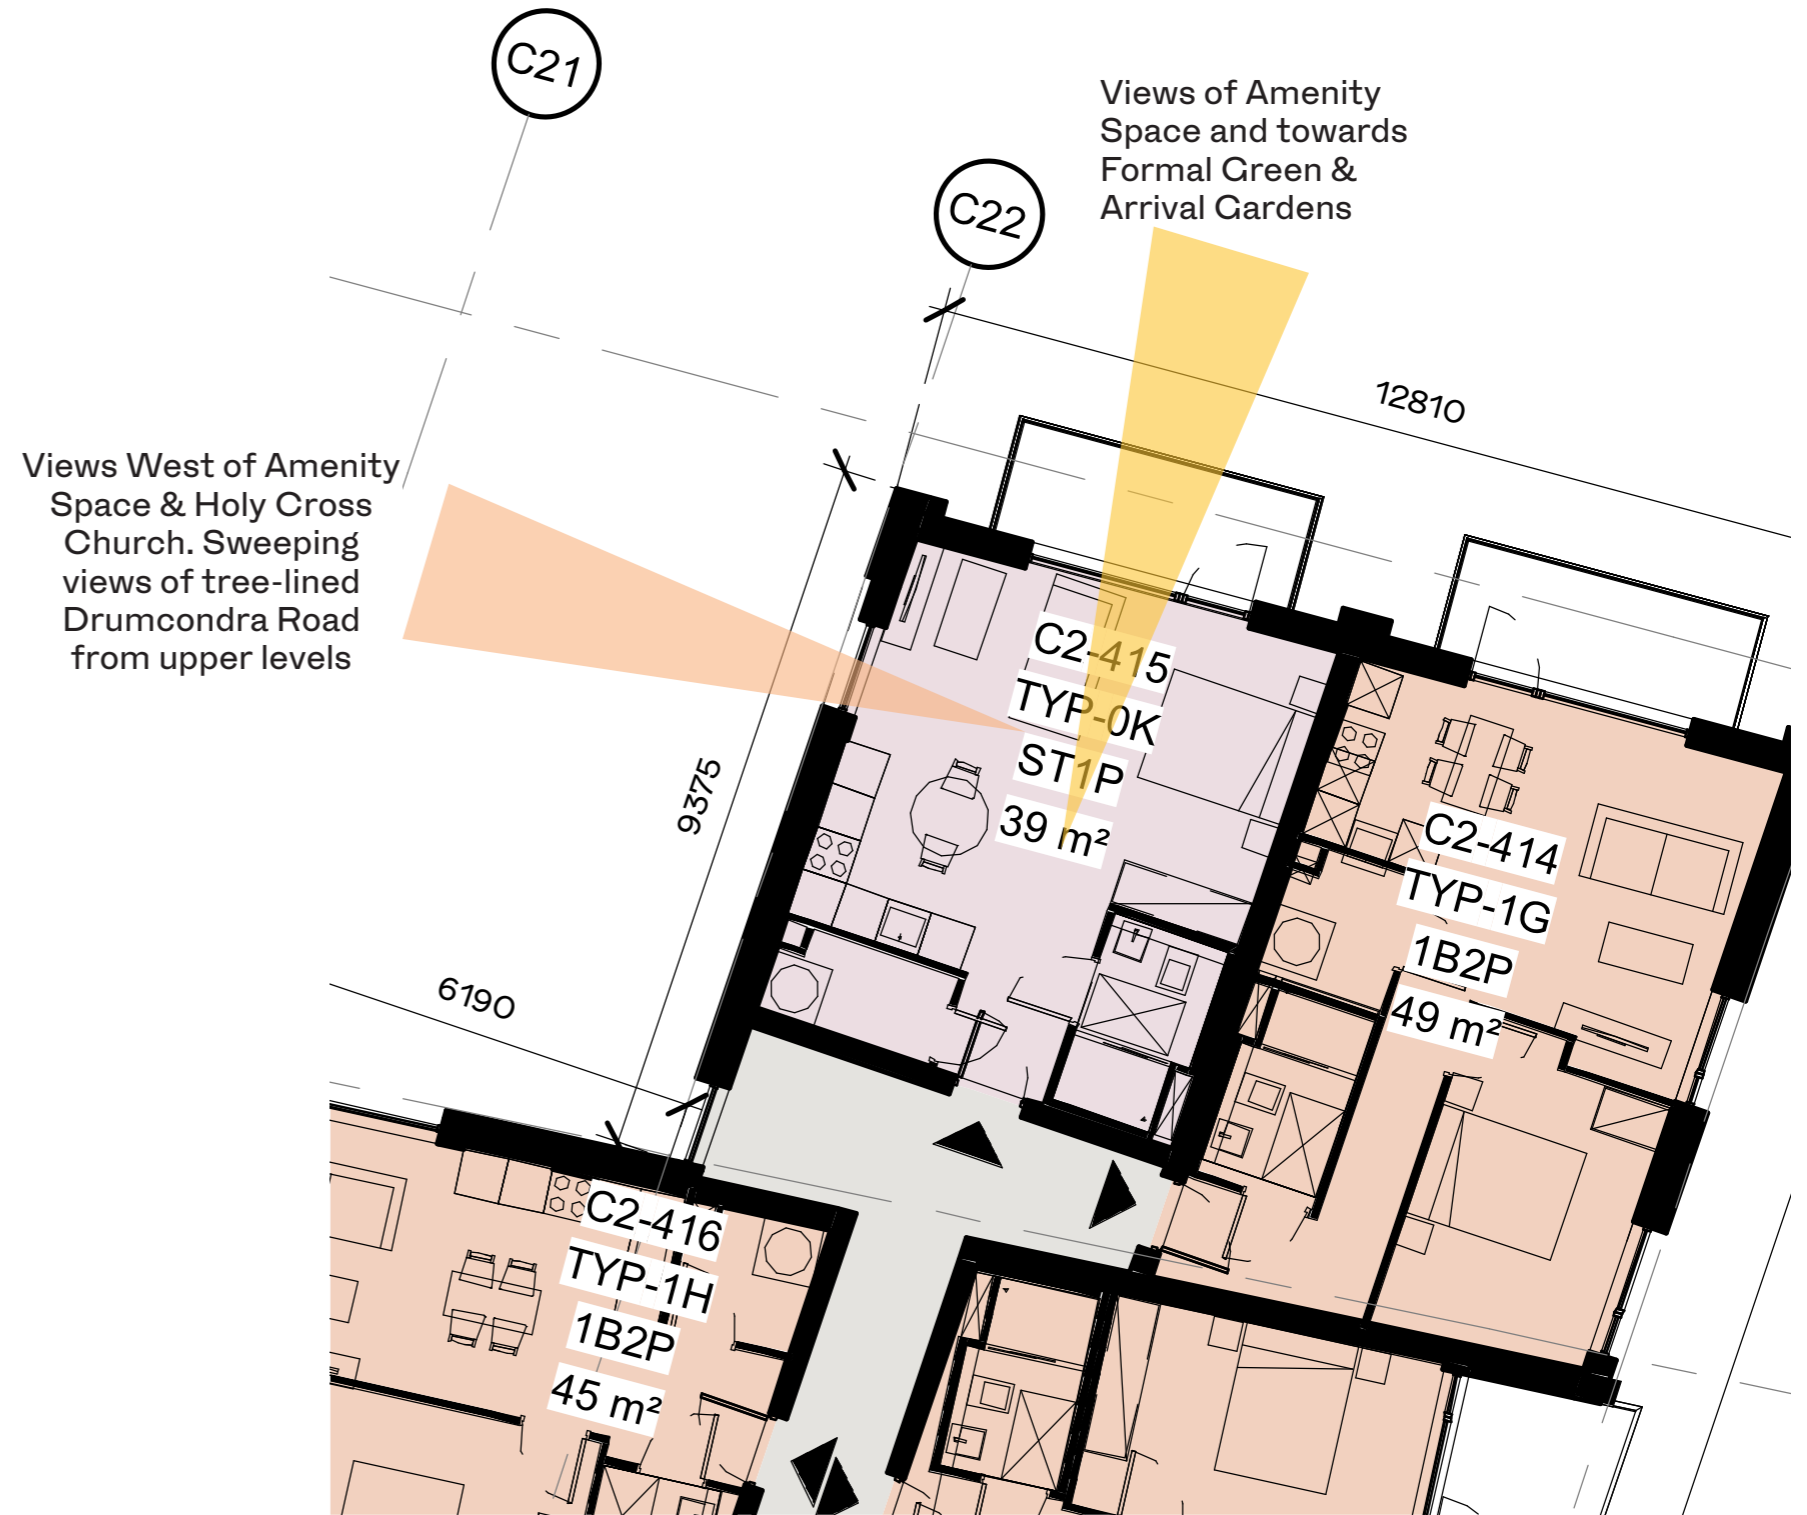 C21
C22
Views of Amenity
Space and towards
Formal Green &
Arrival Gardens
12810
Views West of Amenity
Space & Holy Cross
Church. Sweeping
views of tree-lined
Drumcondra Road
from upper levels
9375
6190
C2-415
TYP-0K
ST1P
39 m²
C2-414
TYP-1G
1B2P
49 m²
C2-416
TYP-1H
1B2P
45 m²